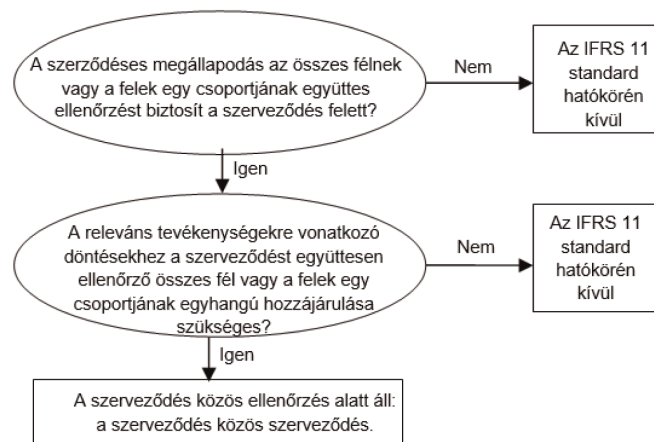 A szerződéses megállapodás az összes félnek
vagy a felek egy csoportjának együttes
ellenőrzést biztosít a szerveződés felett?
Nem
Az IFRS 11
standard
hatókörén
kívül
Igen
A releváns tevékenységekre vonatkozó
döntésekhez a szerveződést együttesen
ellenőrző összes fél vagy a felek egy
csoportjának egyhangú hozzájárulása
szükséges?
Nem
Az IFRS 11
standard
hatókörén
kívül
Igen
A szerveződés közös ellenőrzés alatt áll:
a szerveződés közös szerveződés.